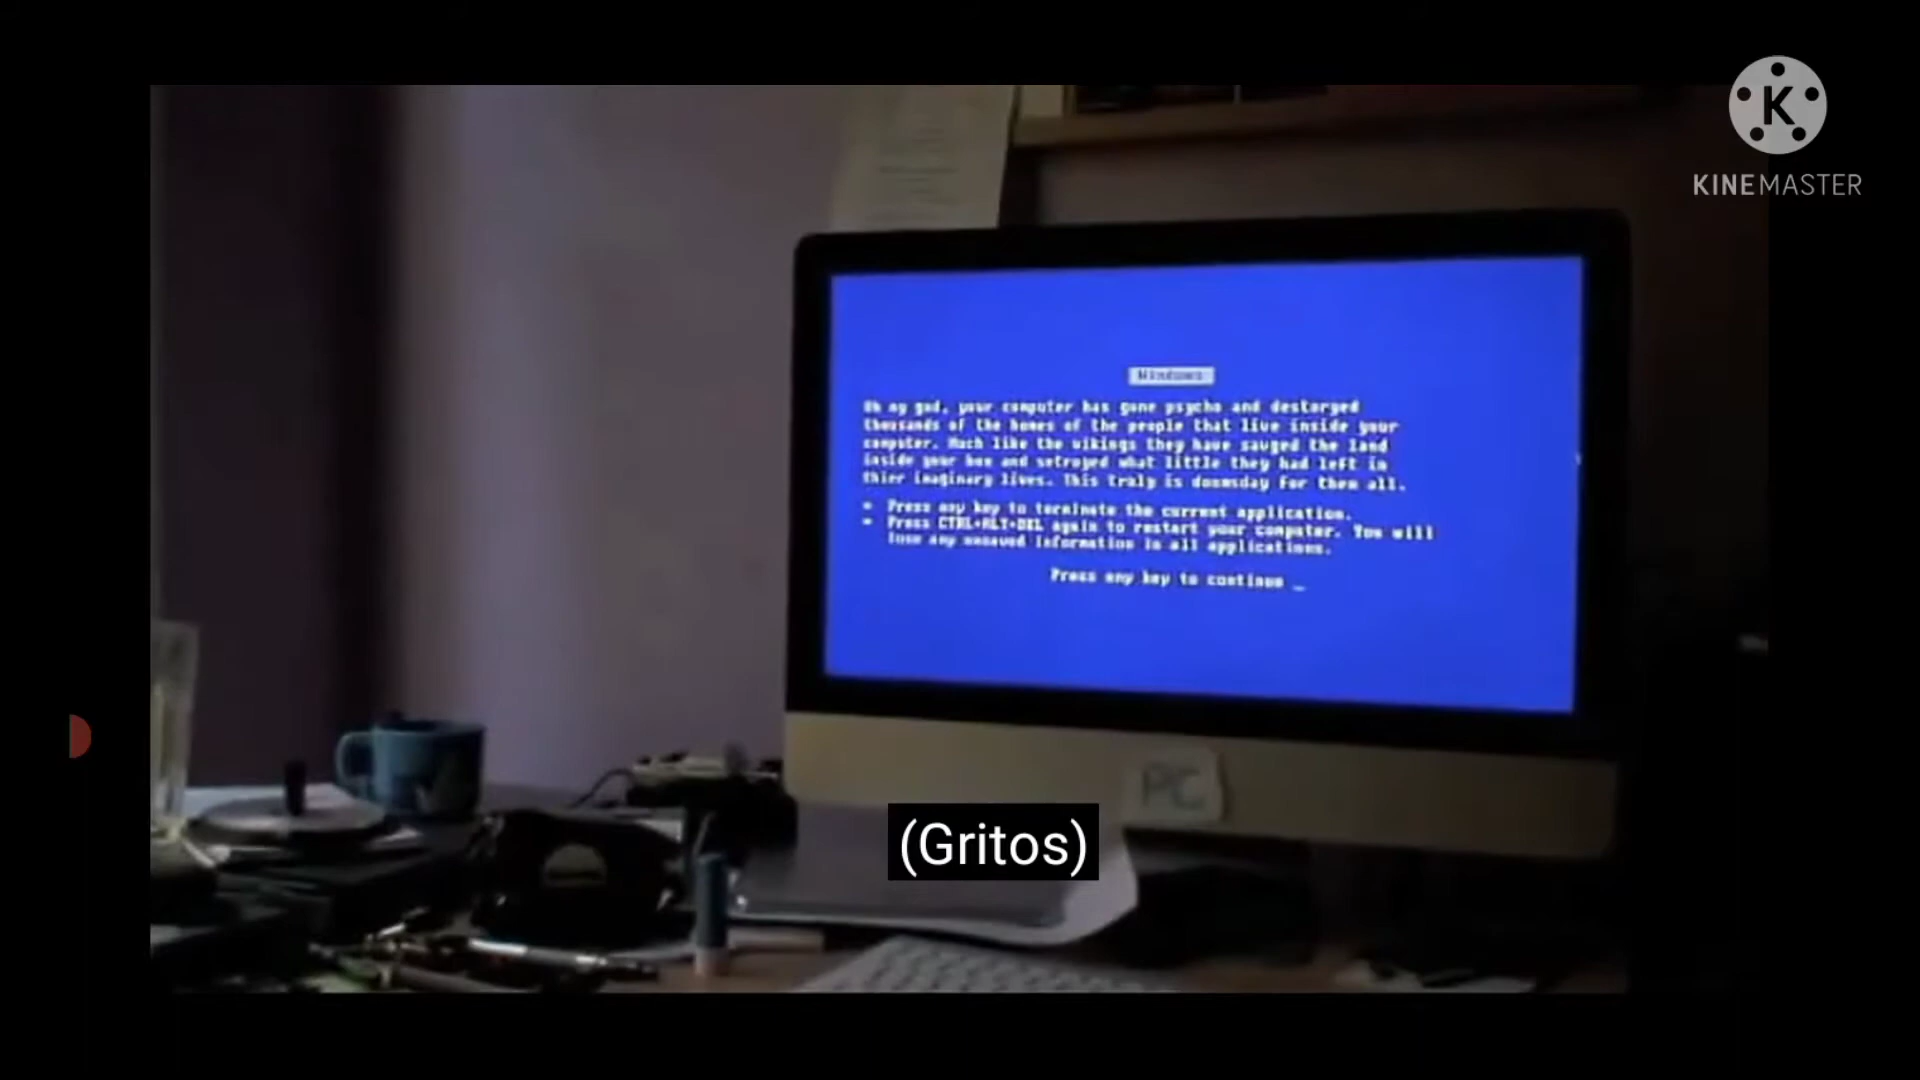 KINEMASTER
Windows
Oh my god, your computer has gone psycho and destoryed
thousands of the homes of the people that live inside your
computer. Much like the vikings they have savged the land
inside your box and setroyed what little they had left in
thier imaginary lives. This truly is doomsday for them all.
* Press any key to terminate the current application.
* Press CTRL+ALT+DEL again to restart your computer. You will
lose any unsaved information in all applications.
Press any key to continue _
PC
(Gritos)